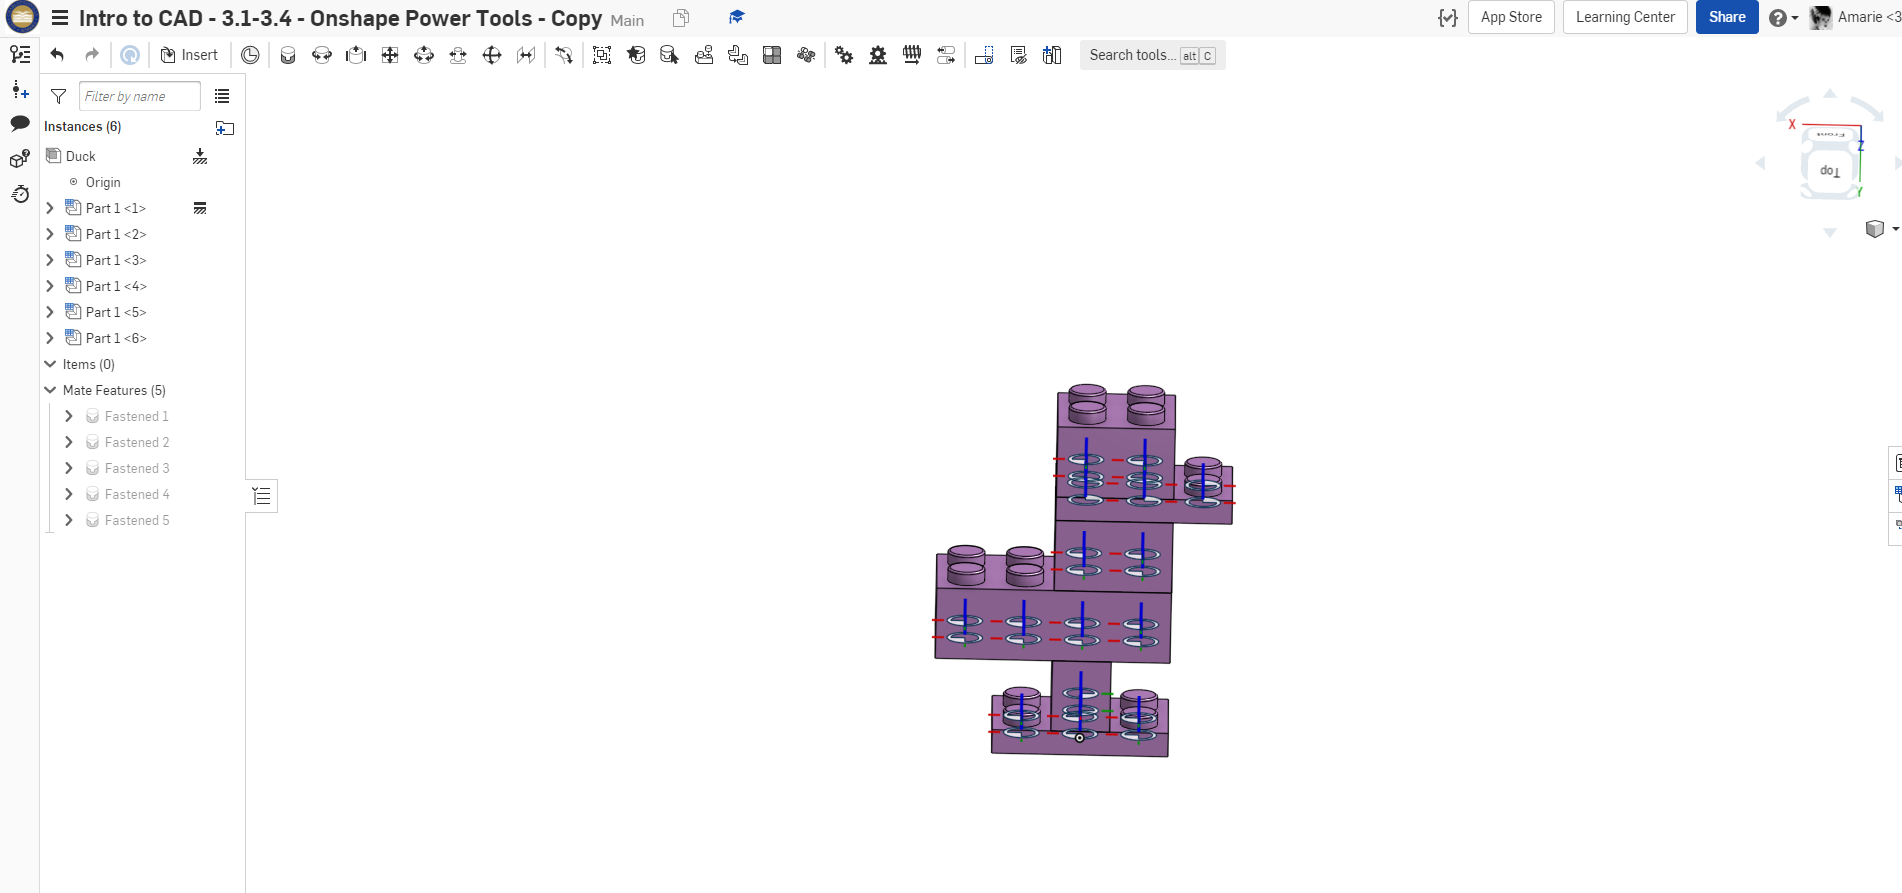 Intro to CAD - 3.1-3.4 - Onshape Power Tools - Copy Main
App Store
Learning Center
Share
Amarie <3
Insert
Search tools... alt C
Filter by name
Instances (6)
Duck
Origin
Part 1 <1>
Part 1 <2>
Part 1 <3>
Part 1 <4>
Part 1 <5>
Part 1 <6>
Items (0)
Mate Features (5)
Fastened 1
Fastened 2
Fastened 3
Fastened 4
Fastened 5
X
Front
Z
Top
Y